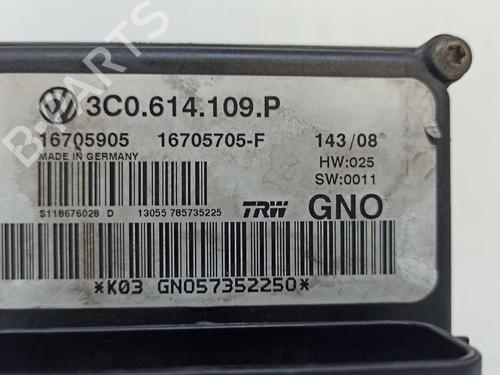 B-PARTS
3C0.614.109.P
16705905 16705705-F 143/08
MADE IN GERMANY HW:025
SW:0011
S118676028 D 13055 785735225 TRW GNO
*K03 GN057352250*